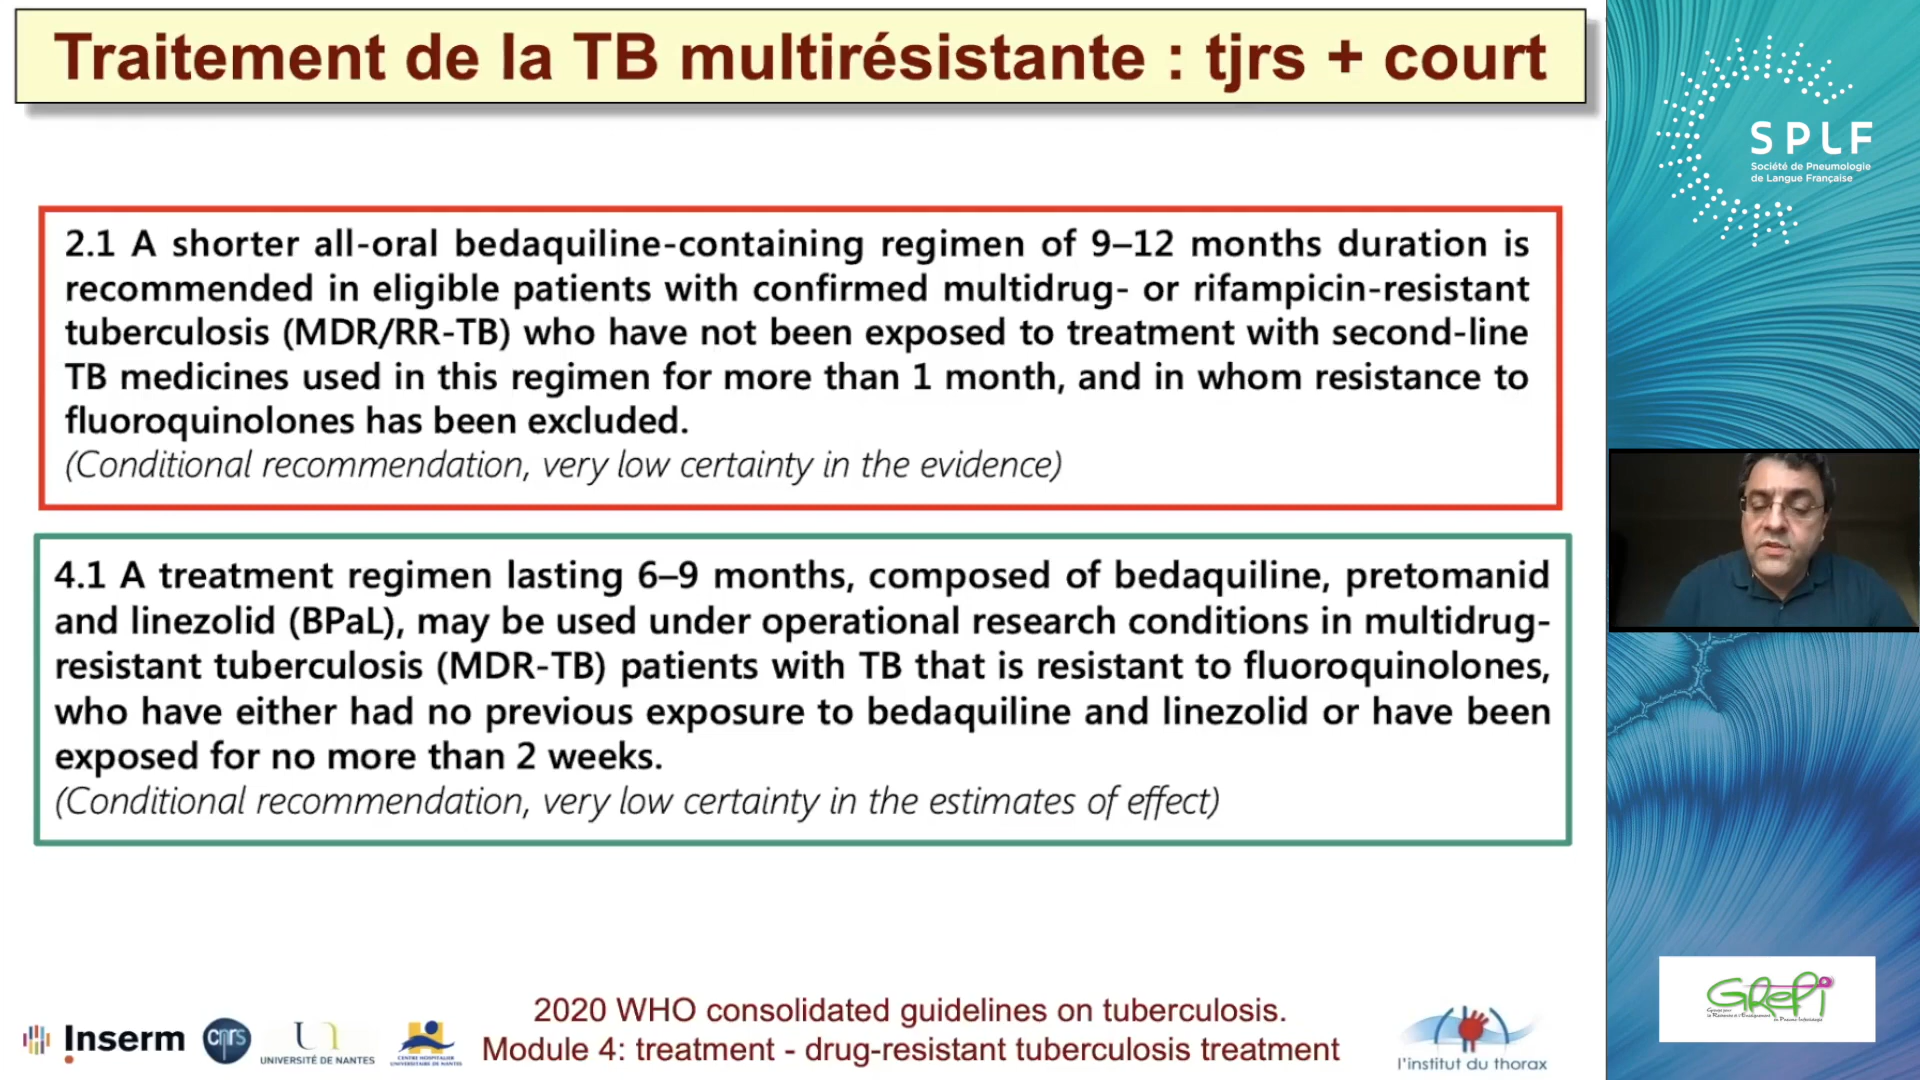 Traitement de la TB multirésistante : tjrs + court
2.1 A shorter all-oral bedaquiline-containing regimen of 9–12 months duration is
recommended in eligible patients with confirmed multidrug- or rifampicin-resistant
tuberculosis (MDR/RR-TB) who have not been exposed to treatment with second-line
TB medicines used in this regimen for more than 1 month, and in whom resistance to
fluoroquinolones has been excluded.
(Conditional recommendation, very low certainty in the evidence)
4.1 A treatment regimen lasting 6–9 months, composed of bedaquiline, pretomanid
and linezolid (BPaL), may be used under operational research conditions in multidrug-
resistant tuberculosis (MDR-TB) patients with TB that is resistant to fluoroquinolones,
who have either had no previous exposure to bedaquiline and linezolid or have been
exposed for no more than 2 weeks.
(Conditional recommendation, very low certainty in the estimates of effect)
2020 WHO consolidated guidelines on tuberculosis.
Module 4: treatment - drug-resistant tuberculosis treatment
Inserm
cnrs
UNIVERSITÉ DE NANTES
CENTRE HOSPITALIER
UNIVERSITAIRE DE NANTES
l'institut du thorax
SPLF
Société de Pneumologie
de Langue Française
GREPI